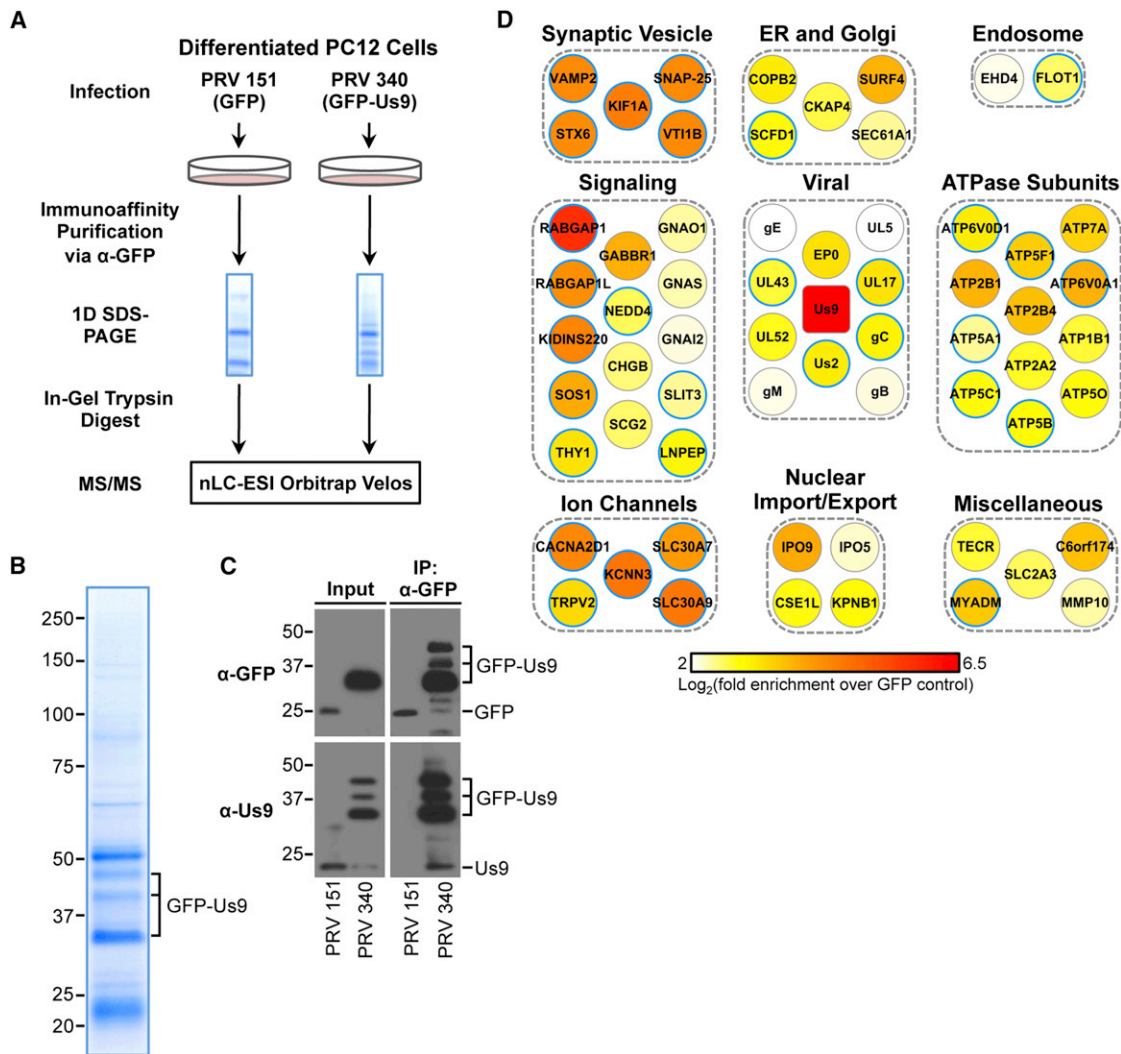 A
Differentiated PC12 Cells
Infection
PRV 151
(GFP)
PRV 340
(GFP-Us9)
Immunoaffinity
Purification
via α-GFP
1D SDS-
PAGE
In-Gel Trypsin
Digest
MS/MS
nLC-ESI Orbitrap Velos
B
250
150
100
75
50
37
25
20
GFP-Us9
C
Input
IP:
α-GFP
α-GFP
50
37
25
GFP-Us9
GFP
α-Us9
50
37
25
GFP-Us9
Us9
PRV 151
PRV 340
PRV 151
PRV 340
D
Synaptic Vesicle
VAMP2
SNAP-25
KIF1A
STX6
VTI1B
ER and Golgi
COPB2
SURF4
CKAP4
SCFD1
SEC61A1
Endosome
EHD4
FLOT1
Signaling
RABGAP1
GNAO1
GABBR1
RABGAP1L
GNAS
NEDD4
KIDINS220
GNAI2
CHGB
SOS1
SLIT3
SCG2
THY1
LNPEP
Viral
gE
UL5
EP0
UL43
UL17
Us9
UL52
gC
Us2
gM
gB
ATPase Subunits
ATP6V0D1
ATP7A
ATP5F1
ATP2B1
ATP6V0A1
ATP2B4
ATP5A1
ATP1B1
ATP2A2
ATP5C1
ATP5O
ATP5B
Ion Channels
CACNA2D1
SLC30A7
KCNN3
TRPV2
SLC30A9
Nuclear
Import/Export
IPO9
IPO5
CSE1L
KPNB1
Miscellaneous
TECR
C6orf174
SLC2A3
MYADM
MMP10
2
6.5
Log₂(fold enrichment over GFP control)